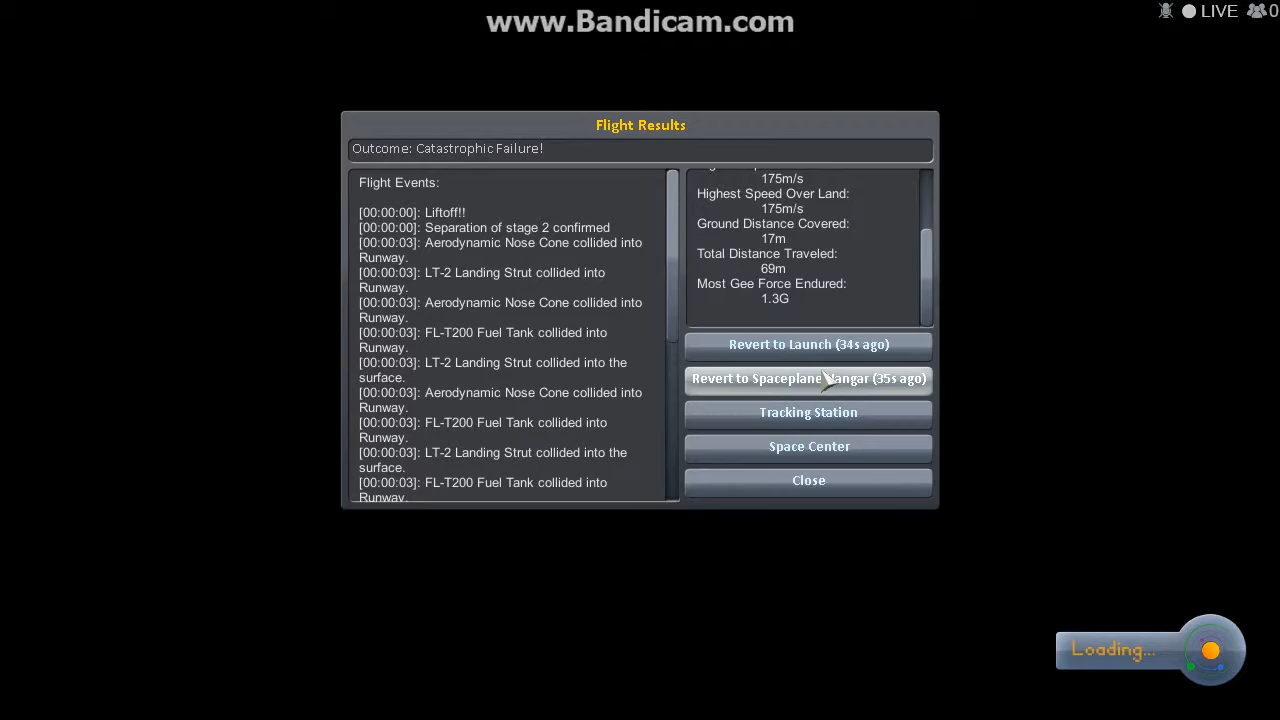 www.Bandicam.com
LIVE 0
Flight Results
Outcome: Catastrophic Failure!
Flight Events:
[00:00:00]: Liftoff!!
[00:00:00]: Separation of stage 2 confirmed
[00:00:03]: Aerodynamic Nose Cone collided into
Runway.
[00:00:03]: LT-2 Landing Strut collided into
Runway.
[00:00:03]: Aerodynamic Nose Cone collided into
Runway.
[00:00:03]: FL-T200 Fuel Tank collided into
Runway.
[00:00:03]: LT-2 Landing Strut collided into the
surface.
[00:00:03]: Aerodynamic Nose Cone collided into
Runway.
[00:00:03]: FL-T200 Fuel Tank collided into
Runway.
[00:00:03]: LT-2 Landing Strut collided into the
surface.
[00:00:03]: FL-T200 Fuel Tank collided into
Runway.
175m/s
Highest Speed Over Land:
175m/s
Ground Distance Covered:
17m
Total Distance Traveled:
69m
Most Gee Force Endured:
1.3G
Revert to Launch (34s ago)
Revert to Spaceplane Hangar (35s ago)
Tracking Station
Space Center
Close
Loading...